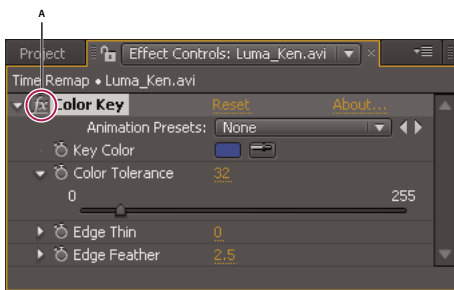 A
Project Effect Controls: Luma_Ken.avi
Time Remap • Luma_Ken.avi
fx Color Key Reset About...
Animation Presets: None
Key Color
Color Tolerance 32
0 255
Edge Thin 0
Edge Feather 2.5